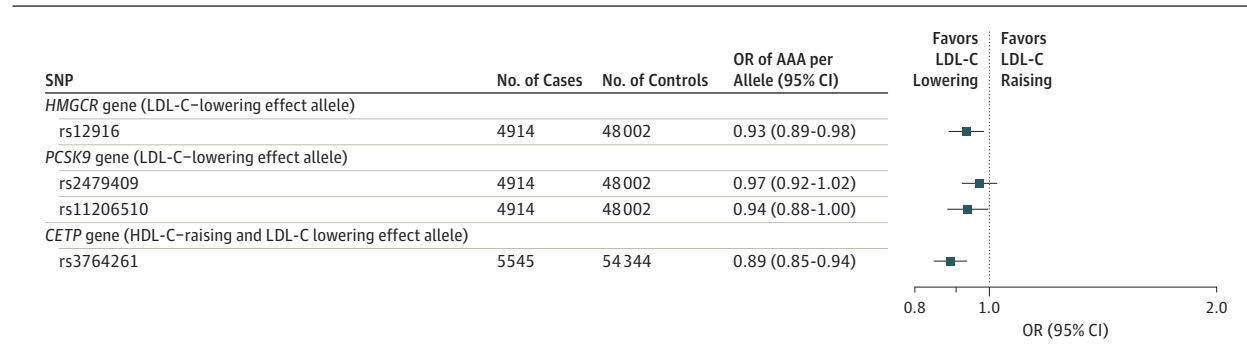 SNP No. of Cases No. of Controls OR of AAA per Allele (95% CI) Favors LDL-C Lowering Favors LDL-C Raising
HMGCR gene (LDL-C–lowering effect allele)
rs12916 4914 48002 0.93 (0.89-0.98)
PCSK9 gene (LDL-C–lowering effect allele)
rs2479409 4914 48002 0.97 (0.92-1.02)
rs11206510 4914 48002 0.94 (0.88-1.00)
CETP gene (HDL-C–raising and LDL-C lowering effect allele)
rs3764261 5545 54344 0.89 (0.85-0.94)
0.8 1.0 2.0
OR (95% CI)